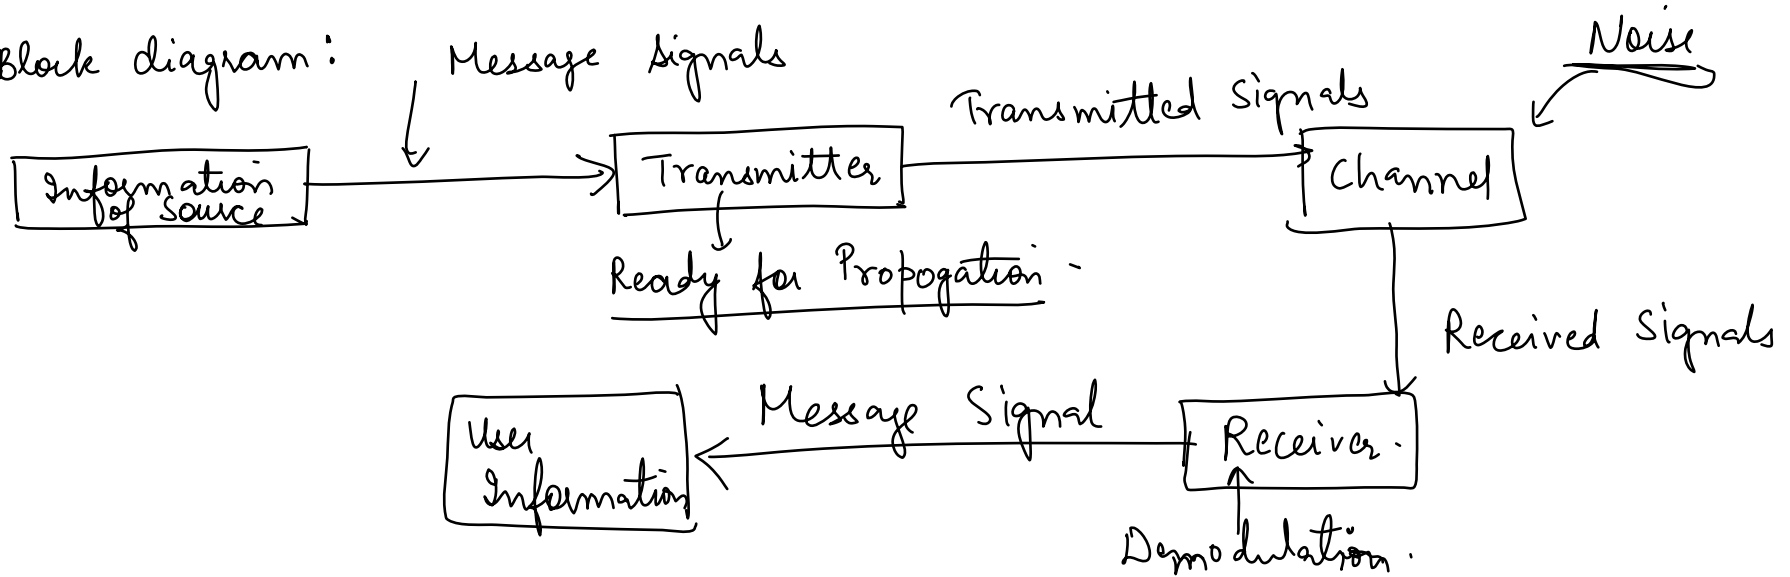 Block diagram:
Message Signals
Noise
Transmitted Signals
Information
of Source
Transmitter
Channel
Ready for Propogation -
Received Signals
User
Information
Message Signal
Receiver.
Demodulation.